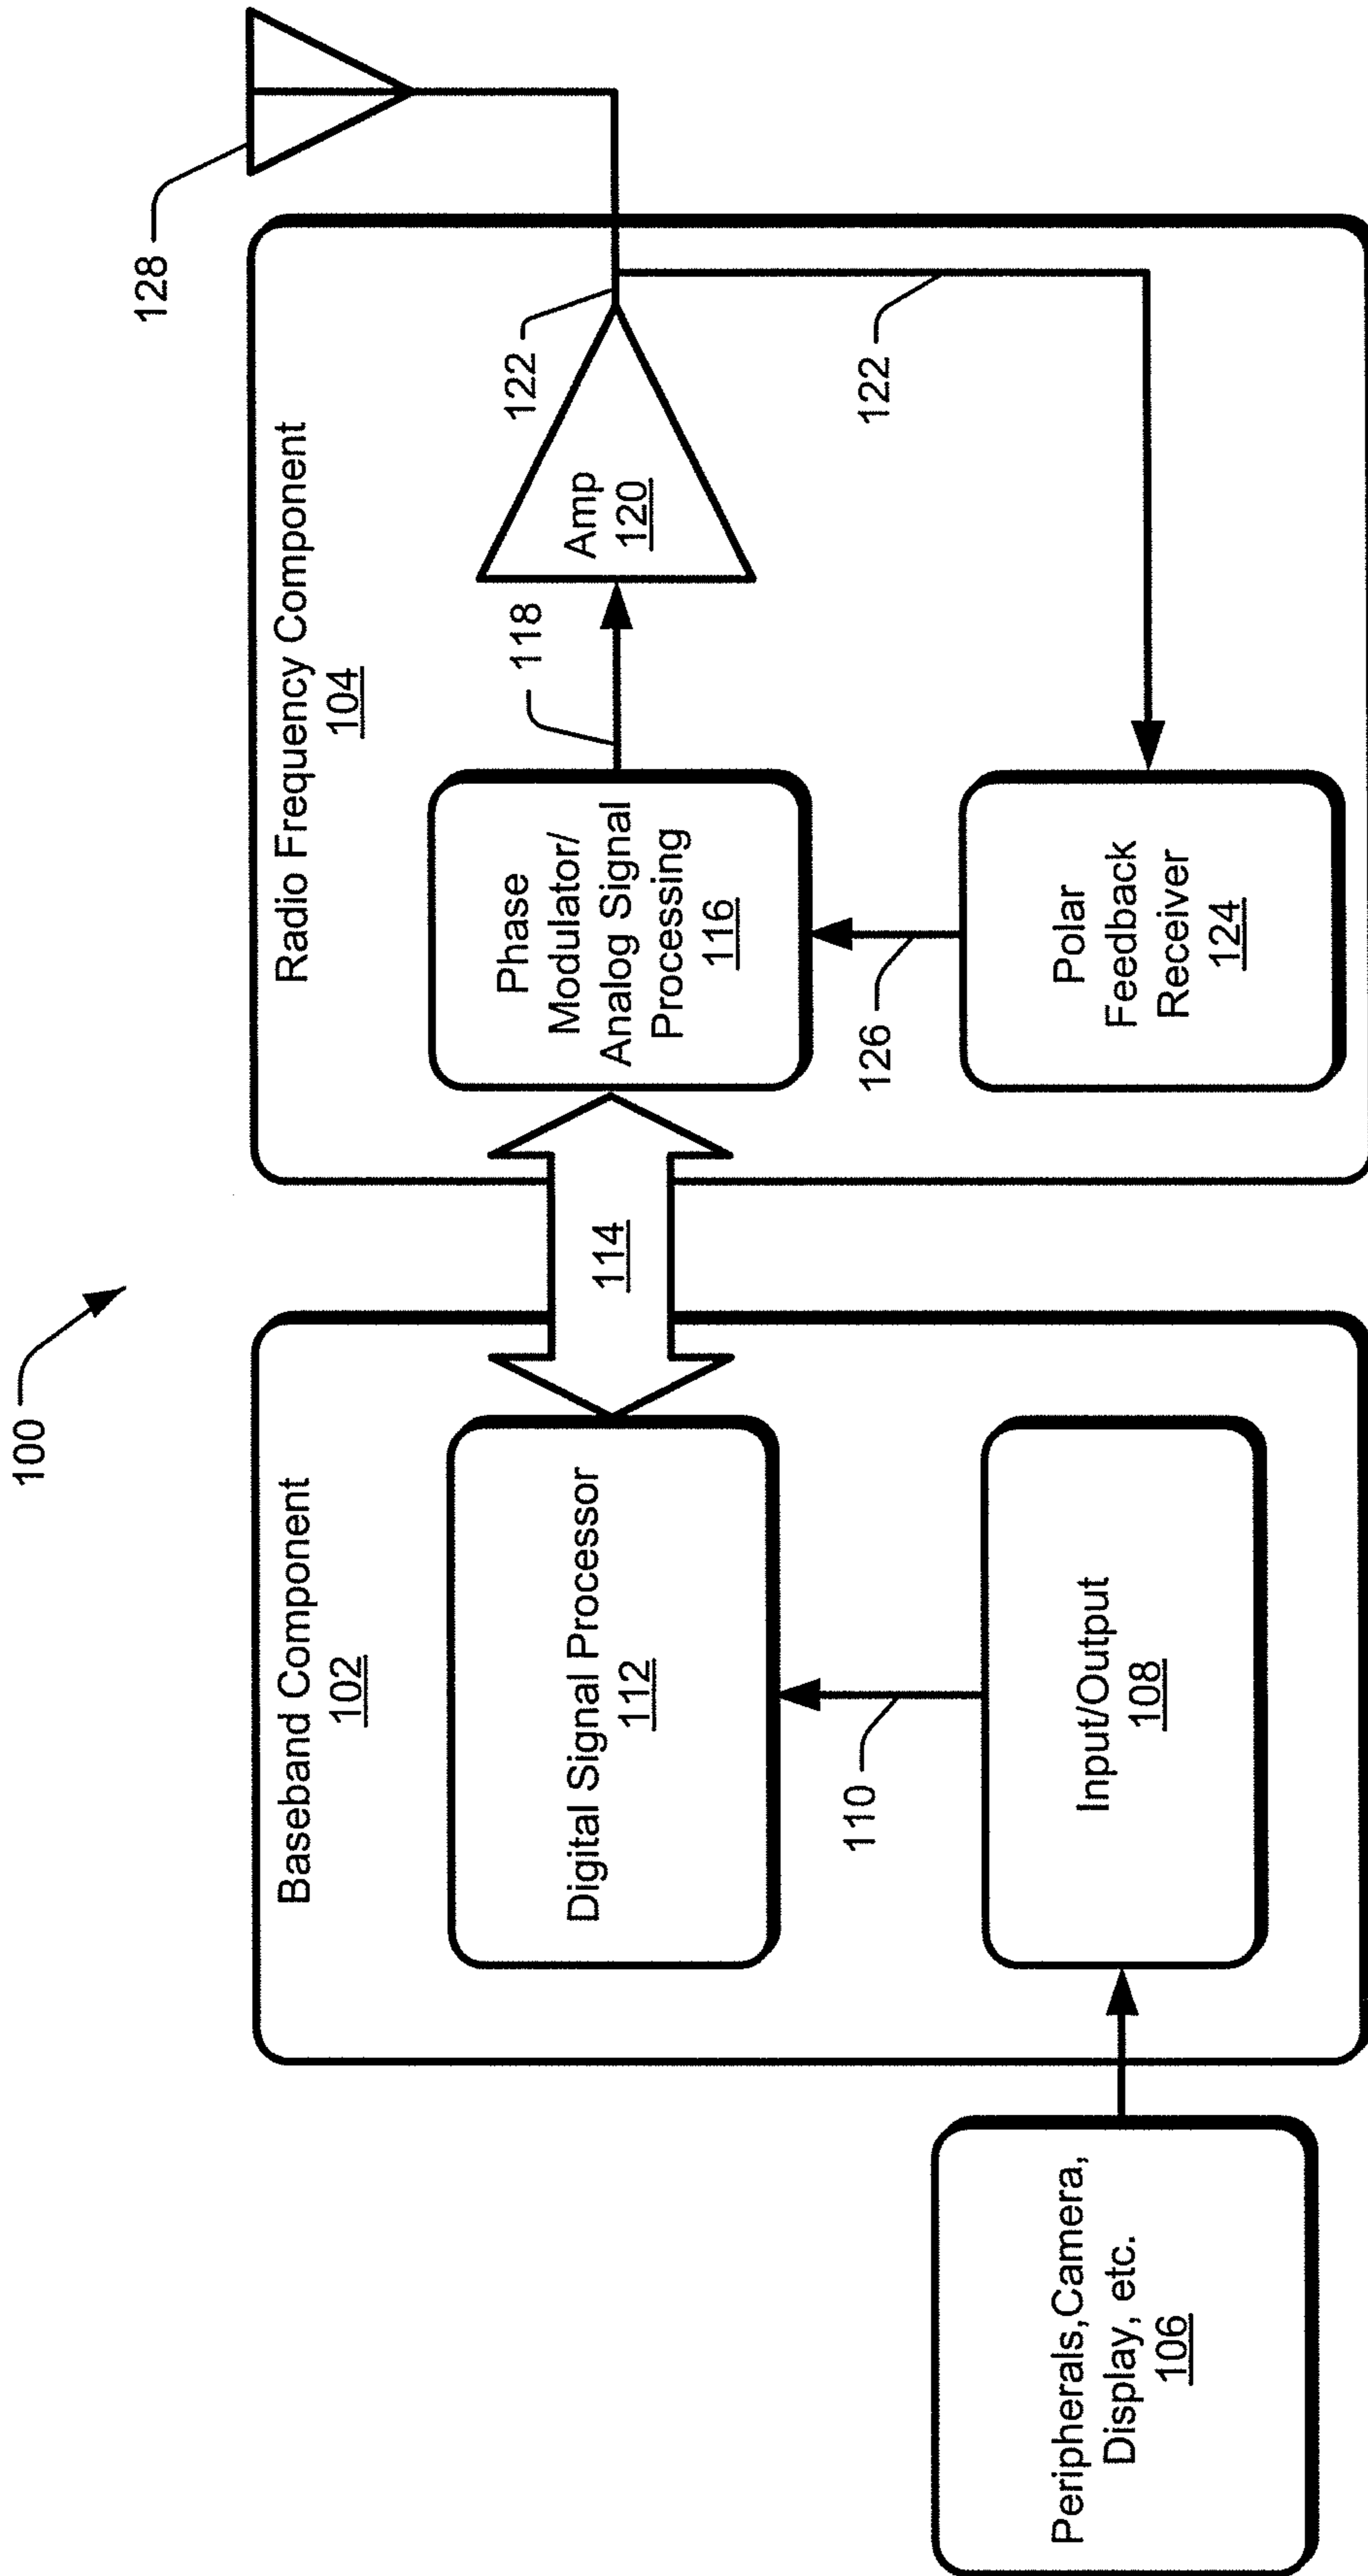 100
128
Baseband Component
102
Digital Signal Processor
112
110
Input/Output
108
Peripherals,Camera,
Display, etc.
106
114
Radio Frequency Component
104
Phase
Modulator/
Analog Signal
Processing
116
118
Amp
120
122
122
126
Polar
Feedback
Receiver
124